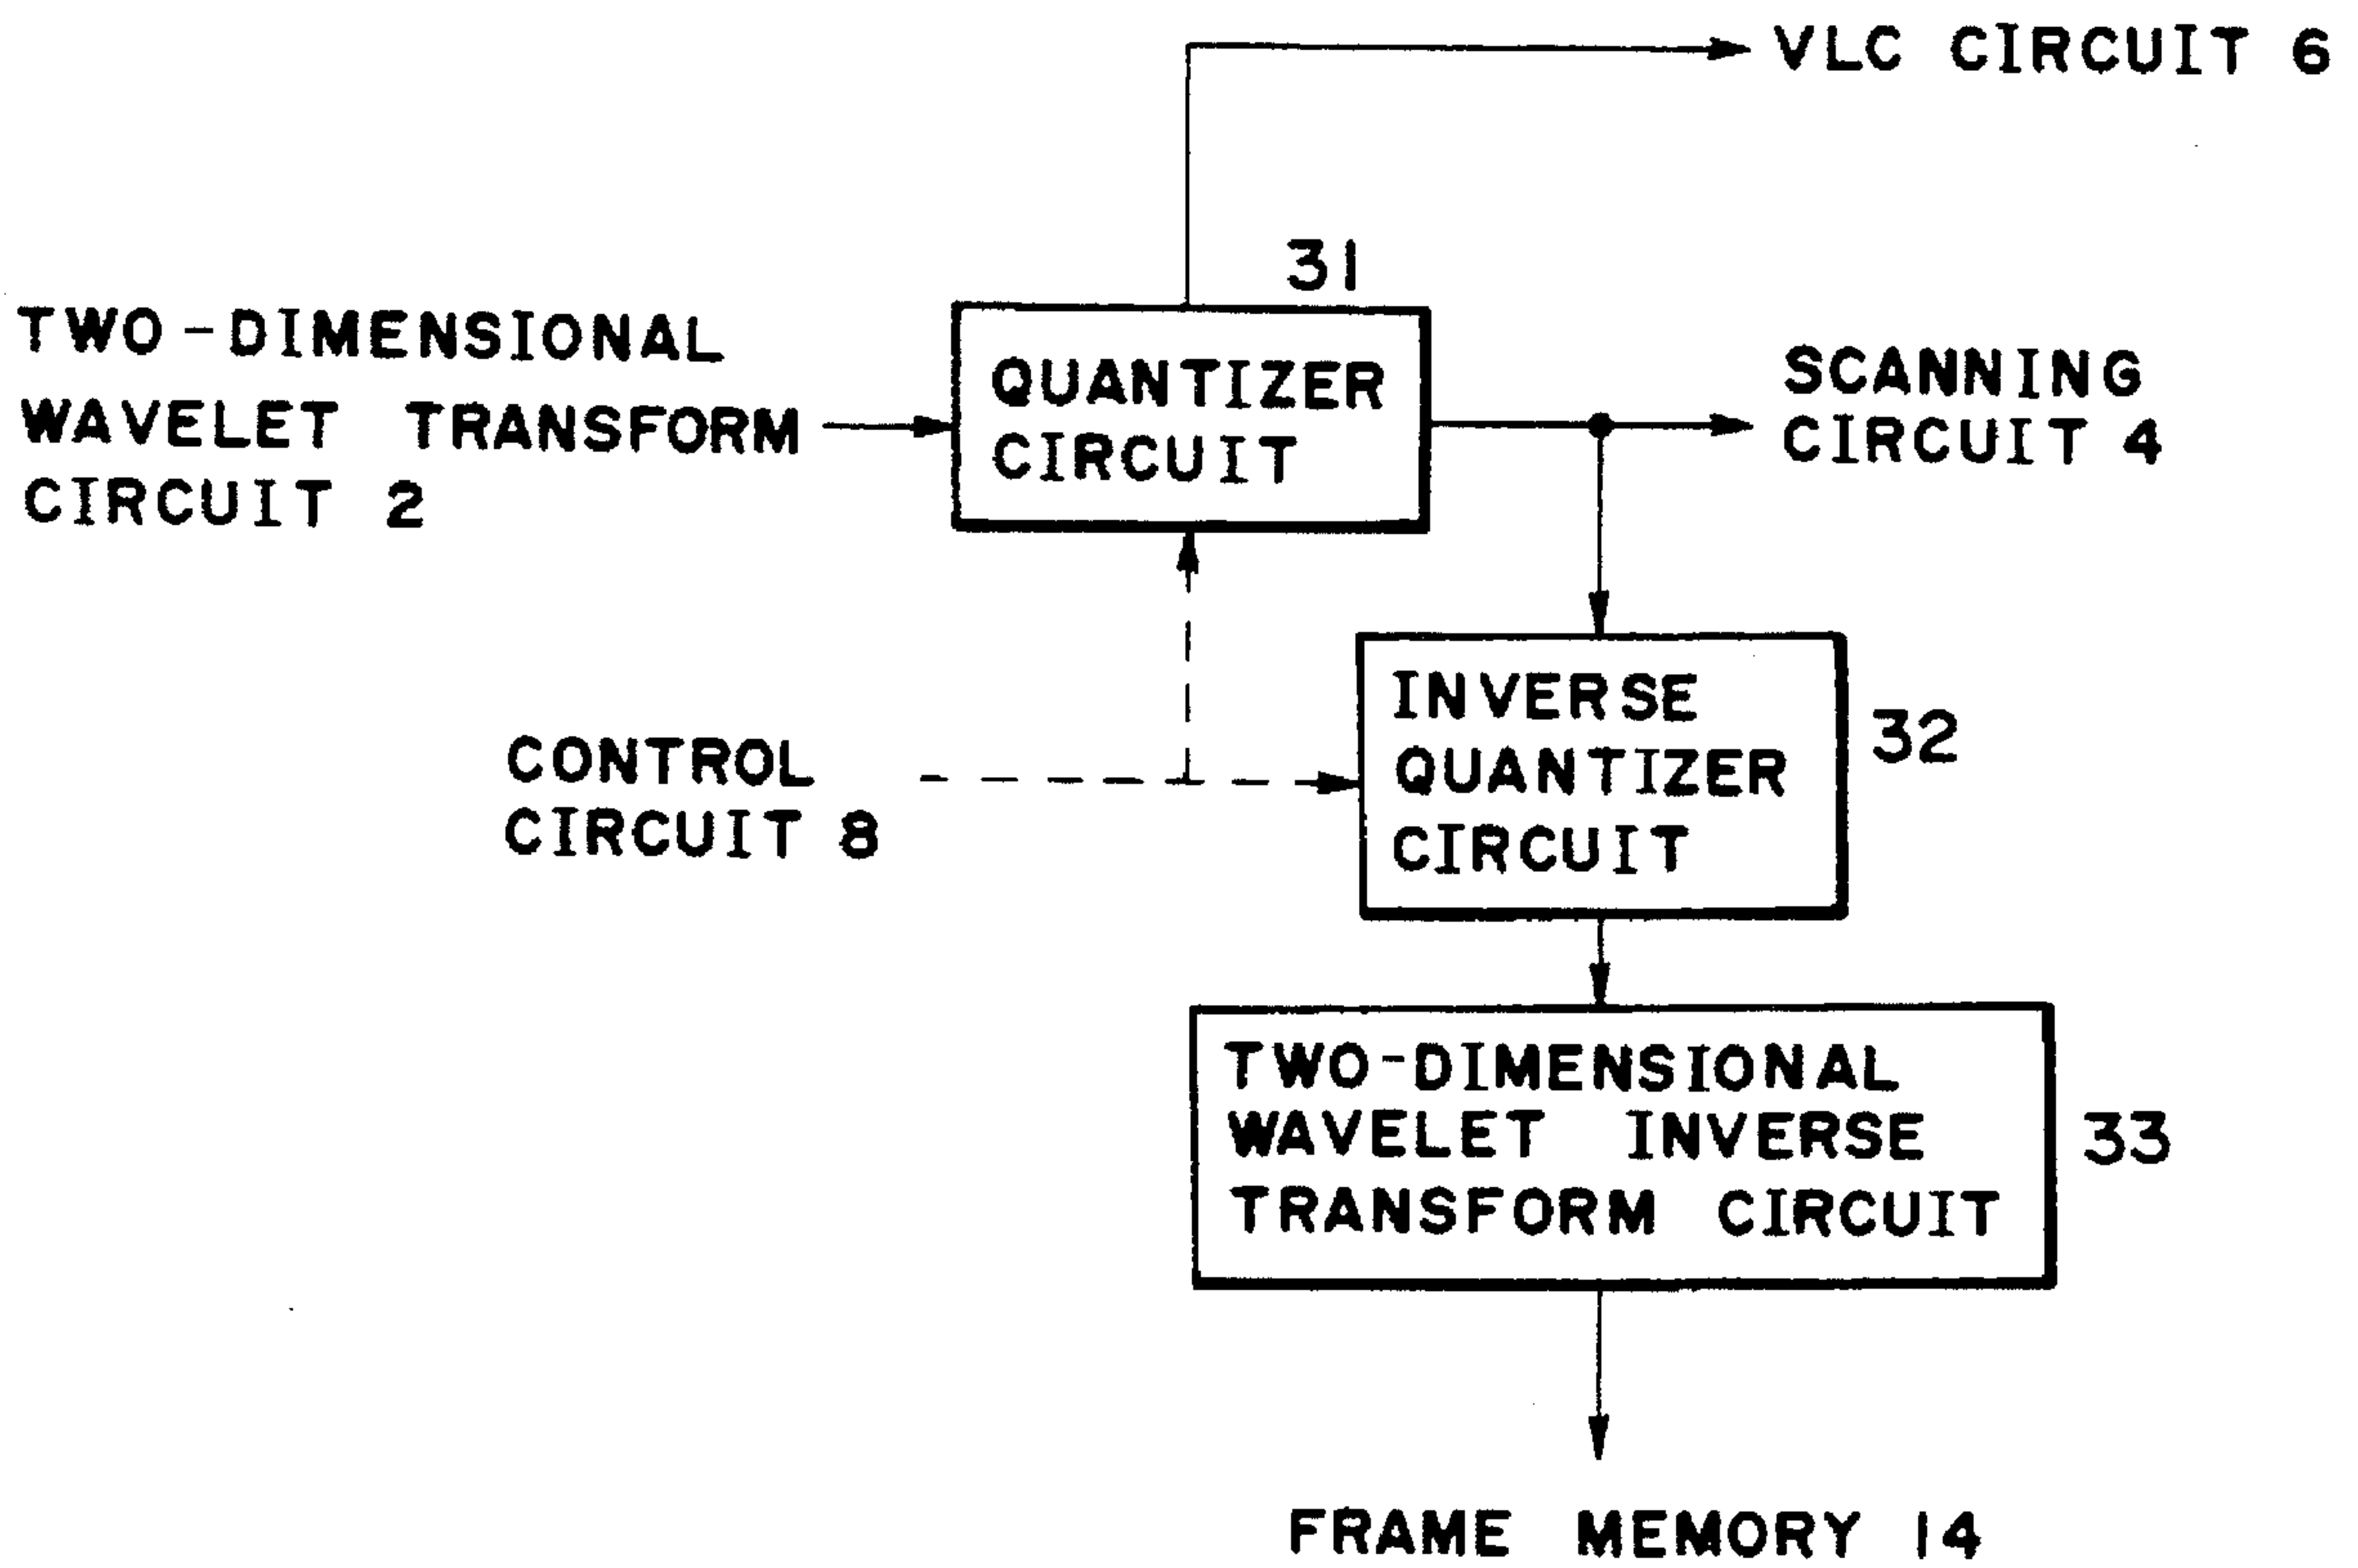 VLC CIRCUIT 6
31
TWO-DIMENSIONAL
WAVELET TRANSFORM
CIRCUIT 2
QUANTIZER
CIRCUIT
SCANNING
CIRCUIT 4
CONTROL
CIRCUIT 8
INVERSE
QUANTIZER
CIRCUIT
32
TWO-DIMENSIONAL
WAVELET INVERSE
TRANSFORM CIRCUIT
33
FRAME MEMORY 14